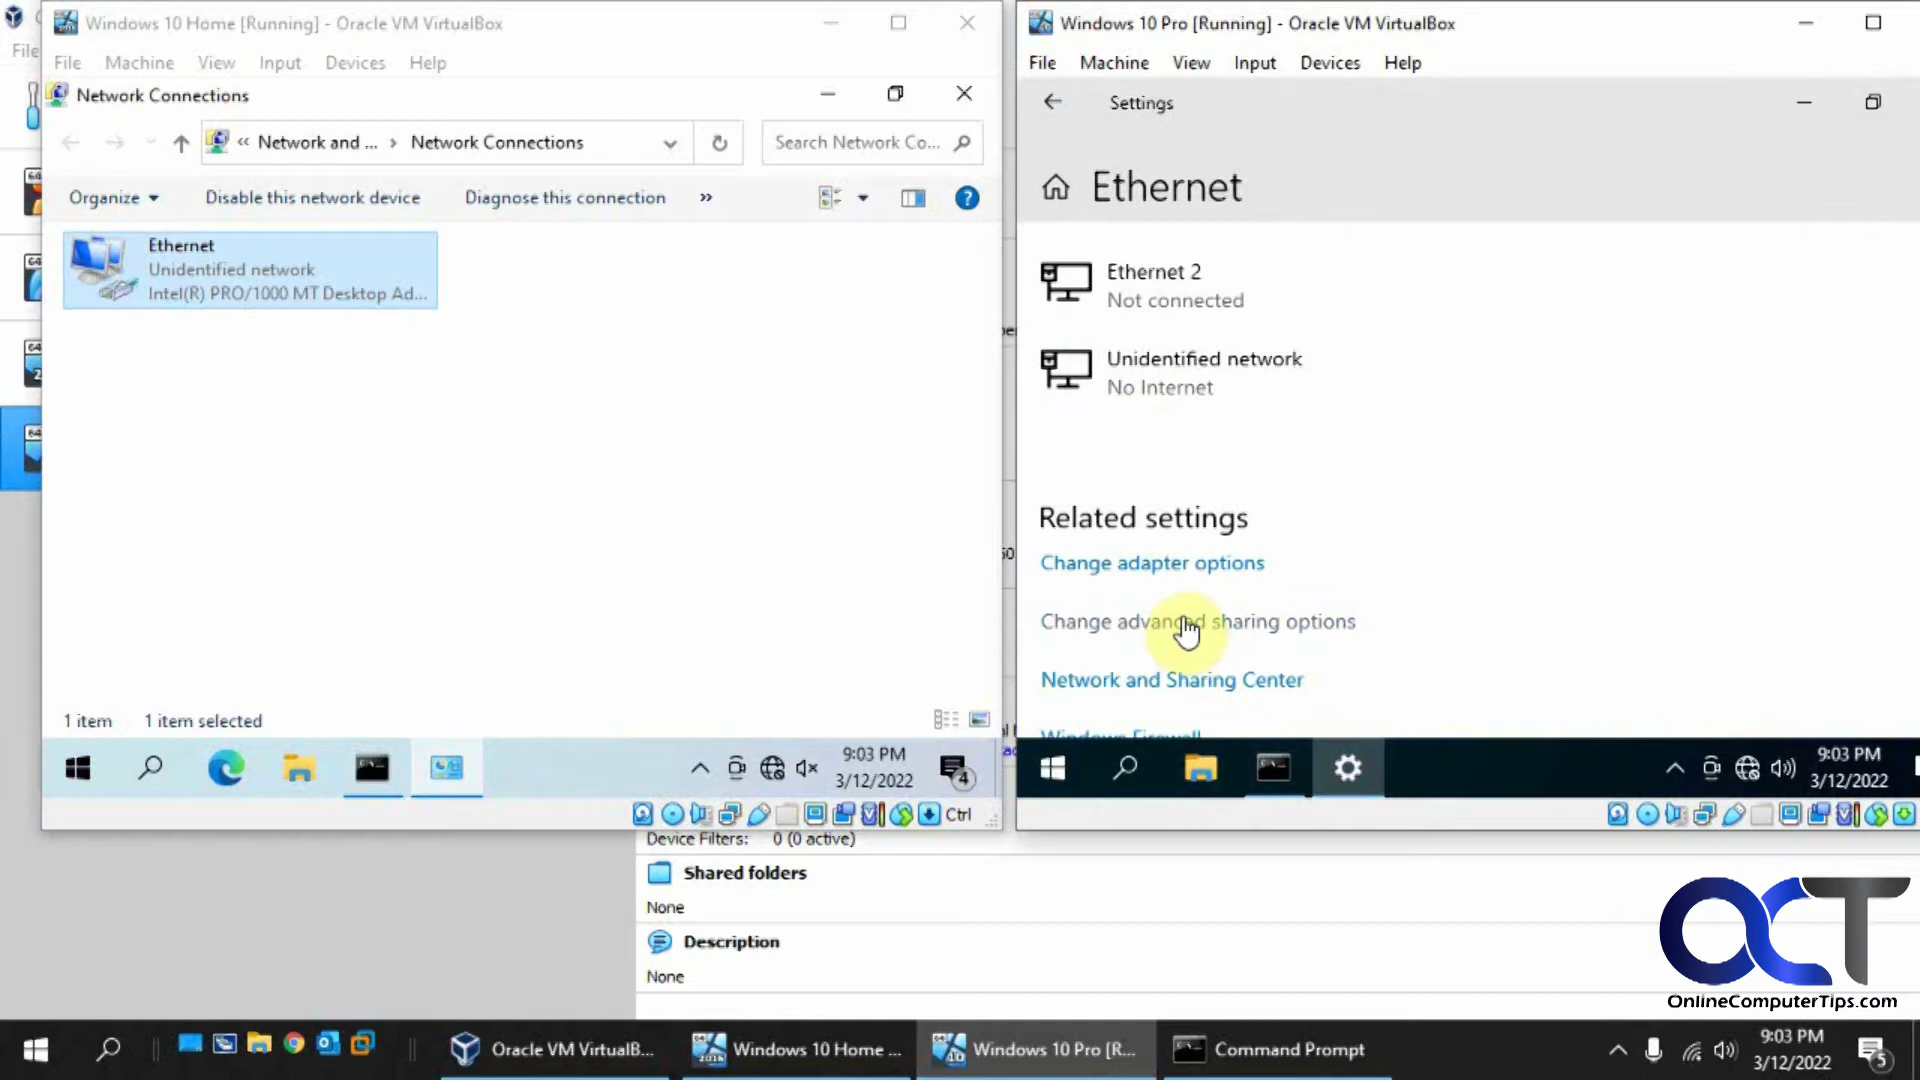 Windows 10 Home [Running] - Oracle VM VirtualBox
File Machine View Input Devices Help
Network Connections
« Network and ... › Network Connections
Search Network Co...
Organize Disable this network device Diagnose this connection »
Ethernet
Unidentified network
Intel(R) PRO/1000 MT Desktop Ad...
1 item 1 item selected
9:03 PM
3/12/2022
4
Ctrl
Windows 10 Pro [Running] - Oracle VM VirtualBox
File Machine View Input Devices Help
Settings
Ethernet
Ethernet 2
Not connected
Unidentified network
No Internet
Related settings
Change adapter options
Change advanced sharing options
Network and Sharing Center
Windows Firewall
9:03 PM
3/12/2022
File
Device Filters: 0 (0 active)
Shared folders
None
Description
None
OCT
OnlineComputerTips.com
Oracle VM VirtualB...
Windows 10 Home ...
Windows 10 Pro [R...
Command Prompt
9:03 PM
3/12/2022
5